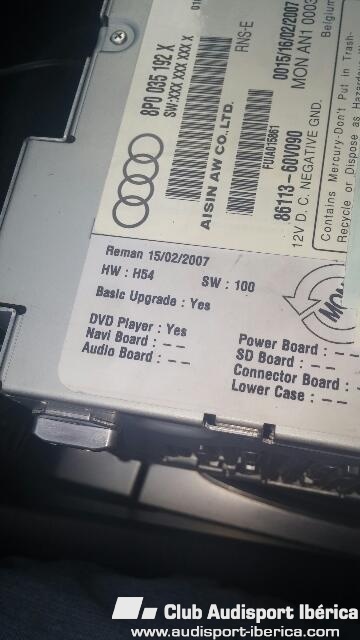 8P0 035 192 X
SW:XXX XXX XXX X
RNS-E
AISIN AW CO.,LTD.
FUA015861
86113-60V090
12V D. C. NEGATIVE GND.
0015/16/02/2007
MON AN1 0003
Belgium
Contains Mercury-Don't Put in Trash-
Recycle or Dispose as Hazardous
Reman 15/02/2007
HW : H54 SW : 100
Basic Upgrade : Yes
DVD Player : Yes
Navi Board : --
Audio Board : --
Power Board : --
SD Board : --
Connector Board : --
Lower Case : --
Club Audisport Ibérica.com
www.audisport-iberica.com